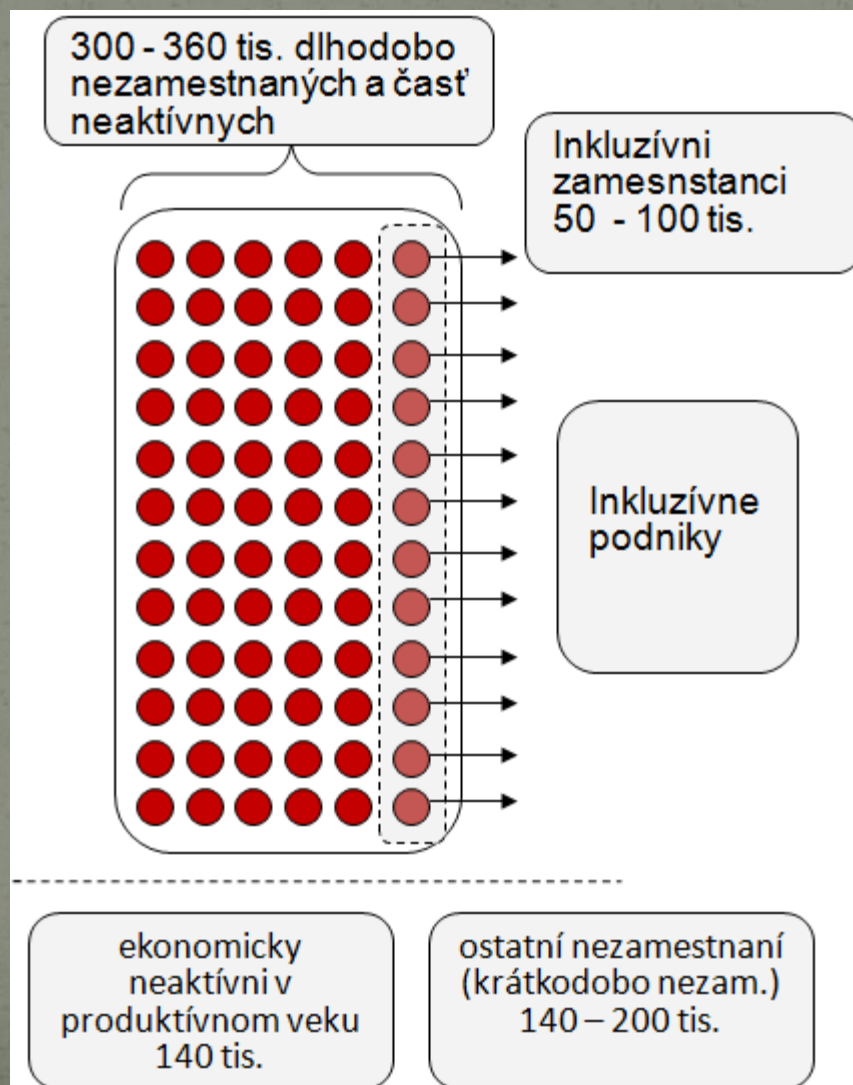 300 - 360 tis. dlhodobo
nezamestnaných a časť
neaktívnych
Inkluzívni
zamesnstanci
50 - 100 tis.
Inkluzívne
podniky
ekonomicky
neaktívni v
produktívnom veku
140 tis.
ostatní nezamestnaní
(krátkodobo nezam.)
140 – 200 tis.